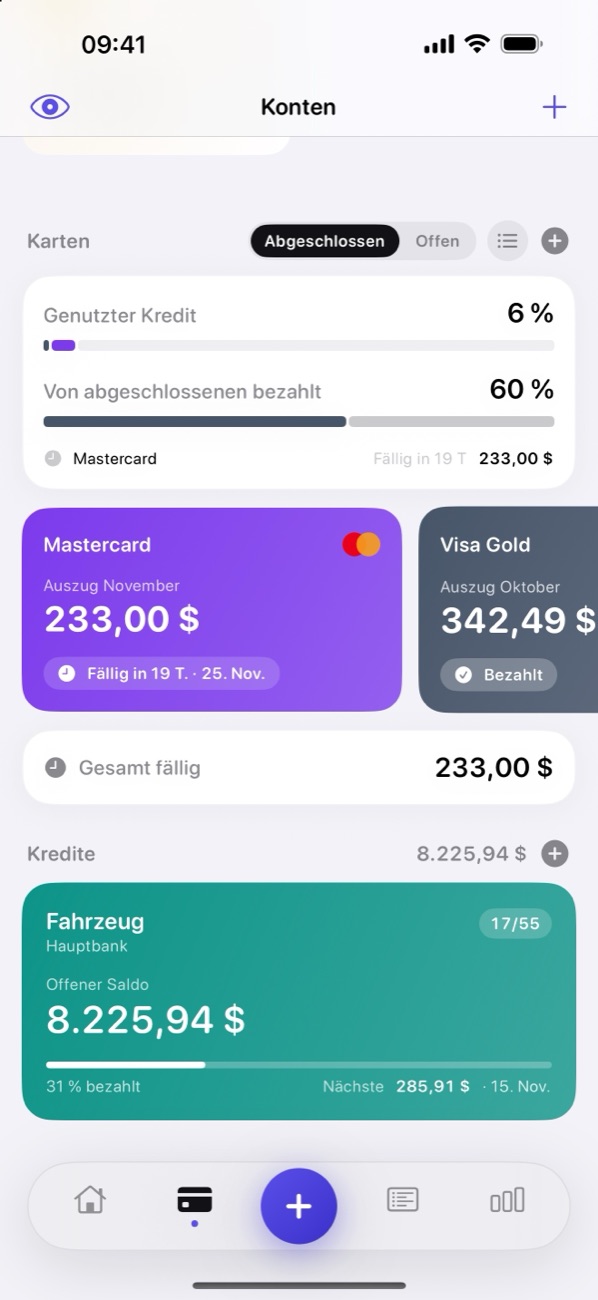 09:41
Konten
Karten
Abgeschlossen Offen
Genutzter Kredit 6 %
Von abgeschlossenen bezahlt 60 %
Mastercard Fällig in 19 T 233,00 $
Mastercard
Auszug November
233,00 $
Fällig in 19 T. · 25. Nov.
Visa Gold
Auszug Oktober
342,49 $
Bezahlt
Gesamt fällig 233,00 $
Kredite 8.225,94 $
Fahrzeug 17/55
Hauptbank
Offener Saldo
8.225,94 $
31 % bezahlt Nächste 285,91 $ · 15. Nov.